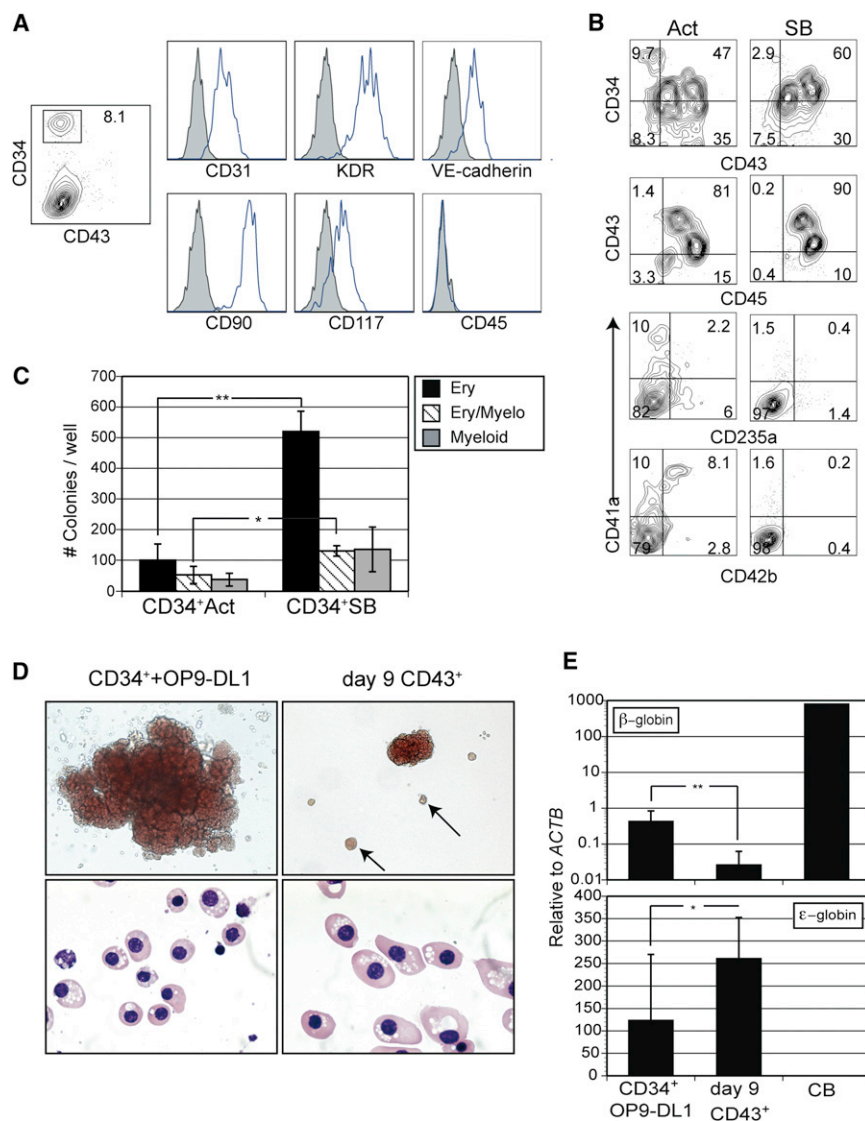 A
8.1
CD34
CD43
CD31
KDR
VE-cadherin
CD90
CD117
CD45
B
Act
SB
9.7
47
8.3
35
2.9
60
7.5
30
CD34
CD43
1.4
81
3.3
15
0.2
90
0.4
10
CD43
CD45
10
2.2
82
6
1.5
0.4
97
1.4
CD235a
10
8.1
79
2.8
1.6
0.2
98
0.4
CD41a
CD42b
C
700
600
500
400
300
200
100
0
# Colonies / well
**
*
Ery
Ery/Myelo
Myeloid
CD34+Act
CD34+SB
D
CD34++OP9-DL1
day 9 CD43+
E
1000
100
10
1
0.1
0.01
β-globin
**
Relative to ACTB
400
350
300
250
200
150
100
50
0
ε-globin
*
CD34+
OP9-DL1
day 9
CD43+
CB